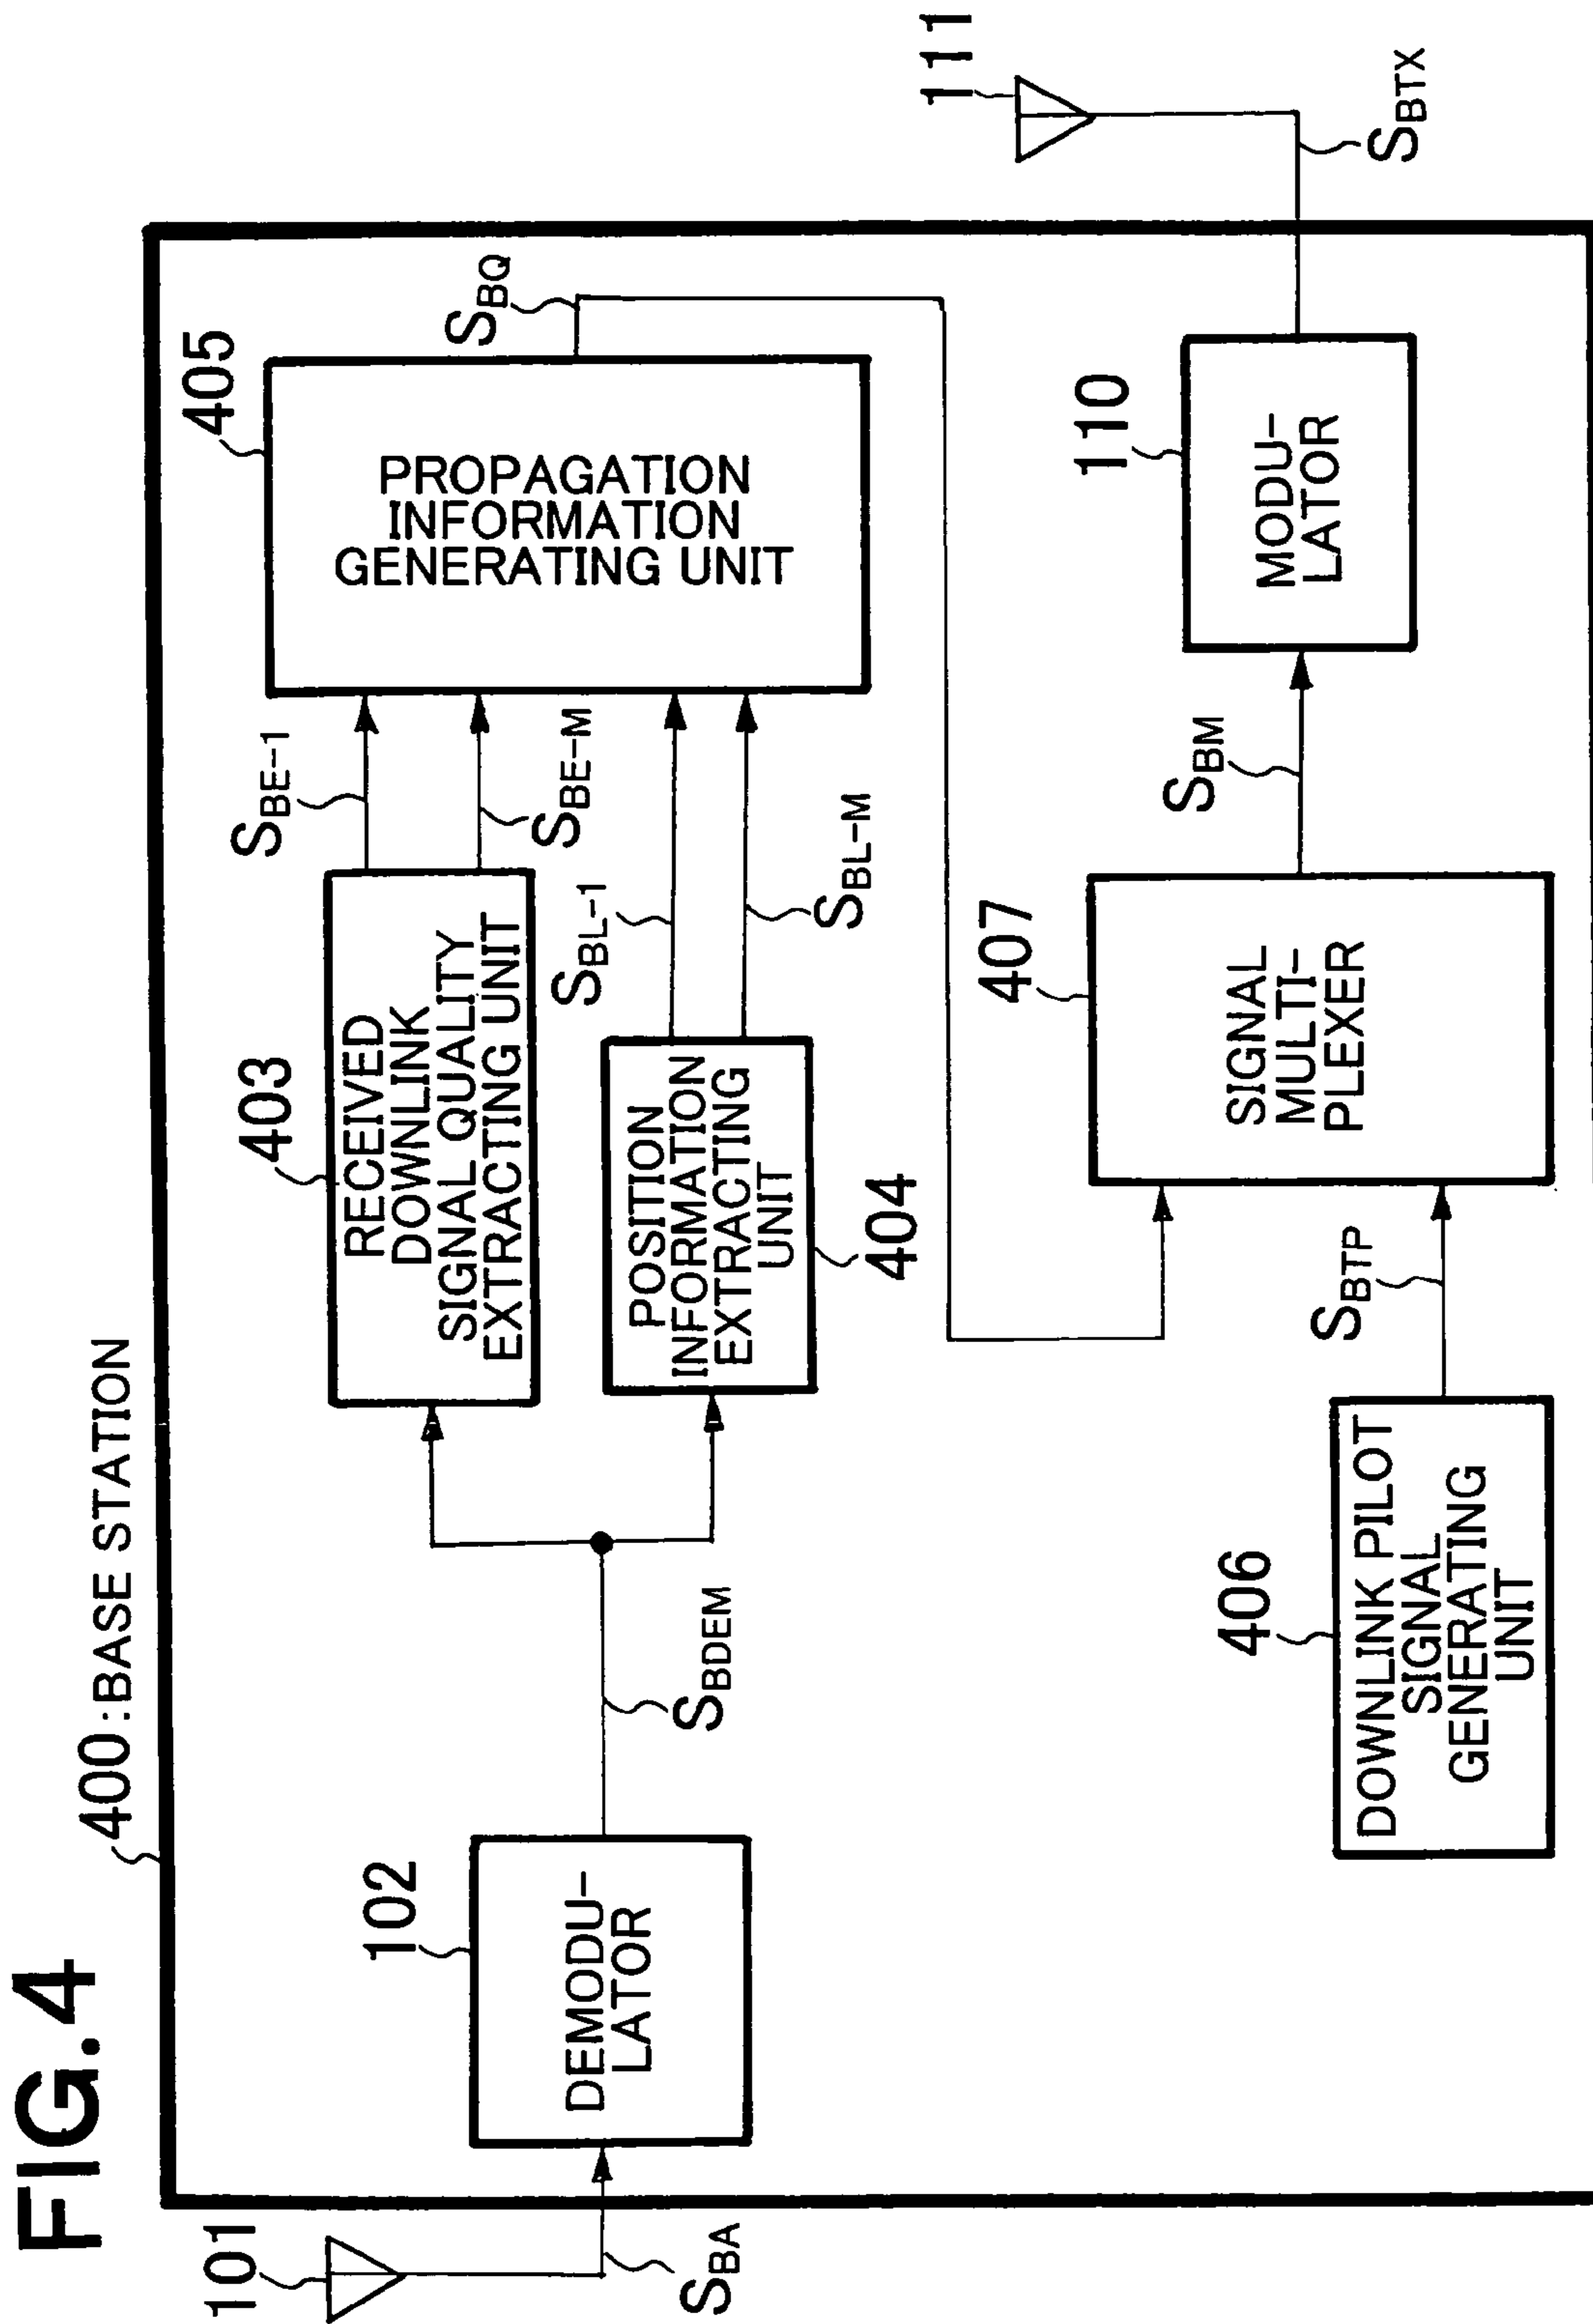 FIG.4
400:BASE STATION
101
S_BA
102
DEMODU-
LATOR
S_BDEM
403
RECEIVED
DOWNLINK
SIGNAL QUALITY
EXTRACTING UNIT
404
POSITION
INFORMATION
EXTRACTING
UNIT
S_BE-1
S_BE-M
S_BL-1
S_BL-M
405
PROPAGATION
INFORMATION
GENERATING UNIT
S_BQ
406
DOWNLINK PILOT
SIGNAL
GENERATING
UNIT
S_BTP
407
SIGNAL
MULTI-
PLEXER
S_BM
110
MODU-
LATOR
111
S_BTX